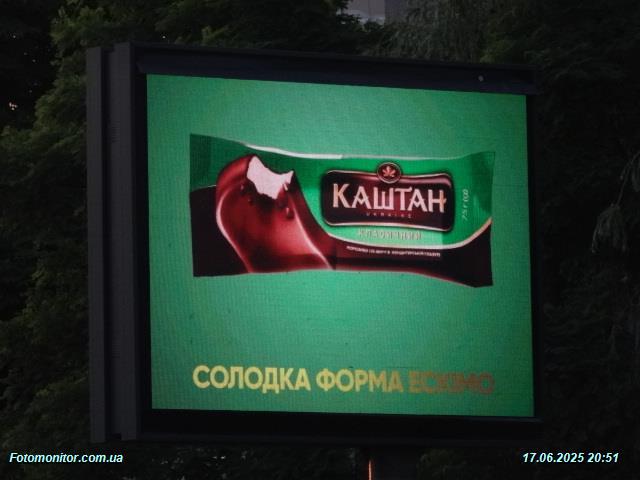 КАШТАН
UKRAINE
КЛАСИЧНИЙ
75 г
СОЛОДКА ФОРМА ЕСКІМО
Fotomonitor.com.ua
17.06.2025 20:51